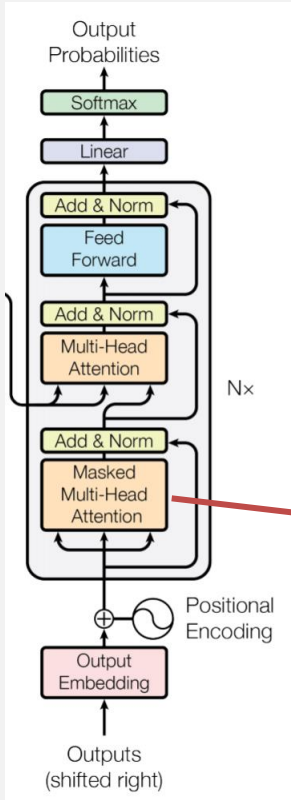 Output
Probabilities
Softmax
Linear
Add & Norm
Feed
Forward
Add & Norm
Multi-Head
Attention
N×
Add & Norm
Masked
Multi-Head
Attention
Positional
Encoding
Output
Embedding
Outputs
(shifted right)